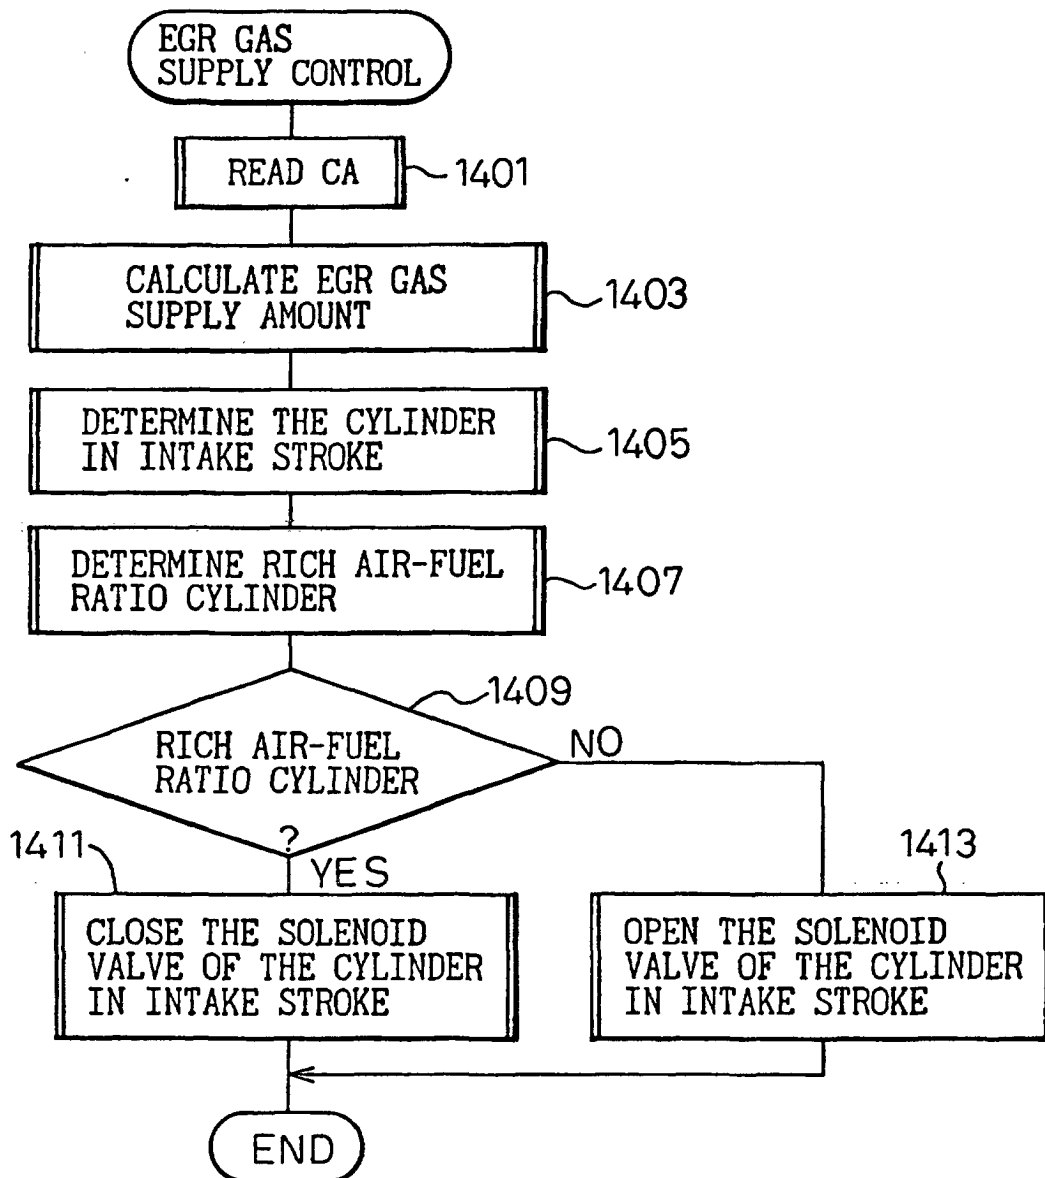 EGR GAS
SUPPLY CONTROL
READ CA
1401
CALCULATE EGR GAS
SUPPLY AMOUNT
1403
DETERMINE THE CYLINDER
IN INTAKE STROKE
1405
DETERMINE RICH AIR-FUEL
RATIO CYLINDER
1407
1409
RICH AIR-FUEL
RATIO CYLINDER
?
NO
YES
1411
CLOSE THE SOLENOID
VALVE OF THE CYLINDER
IN INTAKE STROKE
1413
OPEN THE SOLENOID
VALVE OF THE CYLINDER
IN INTAKE STROKE
END